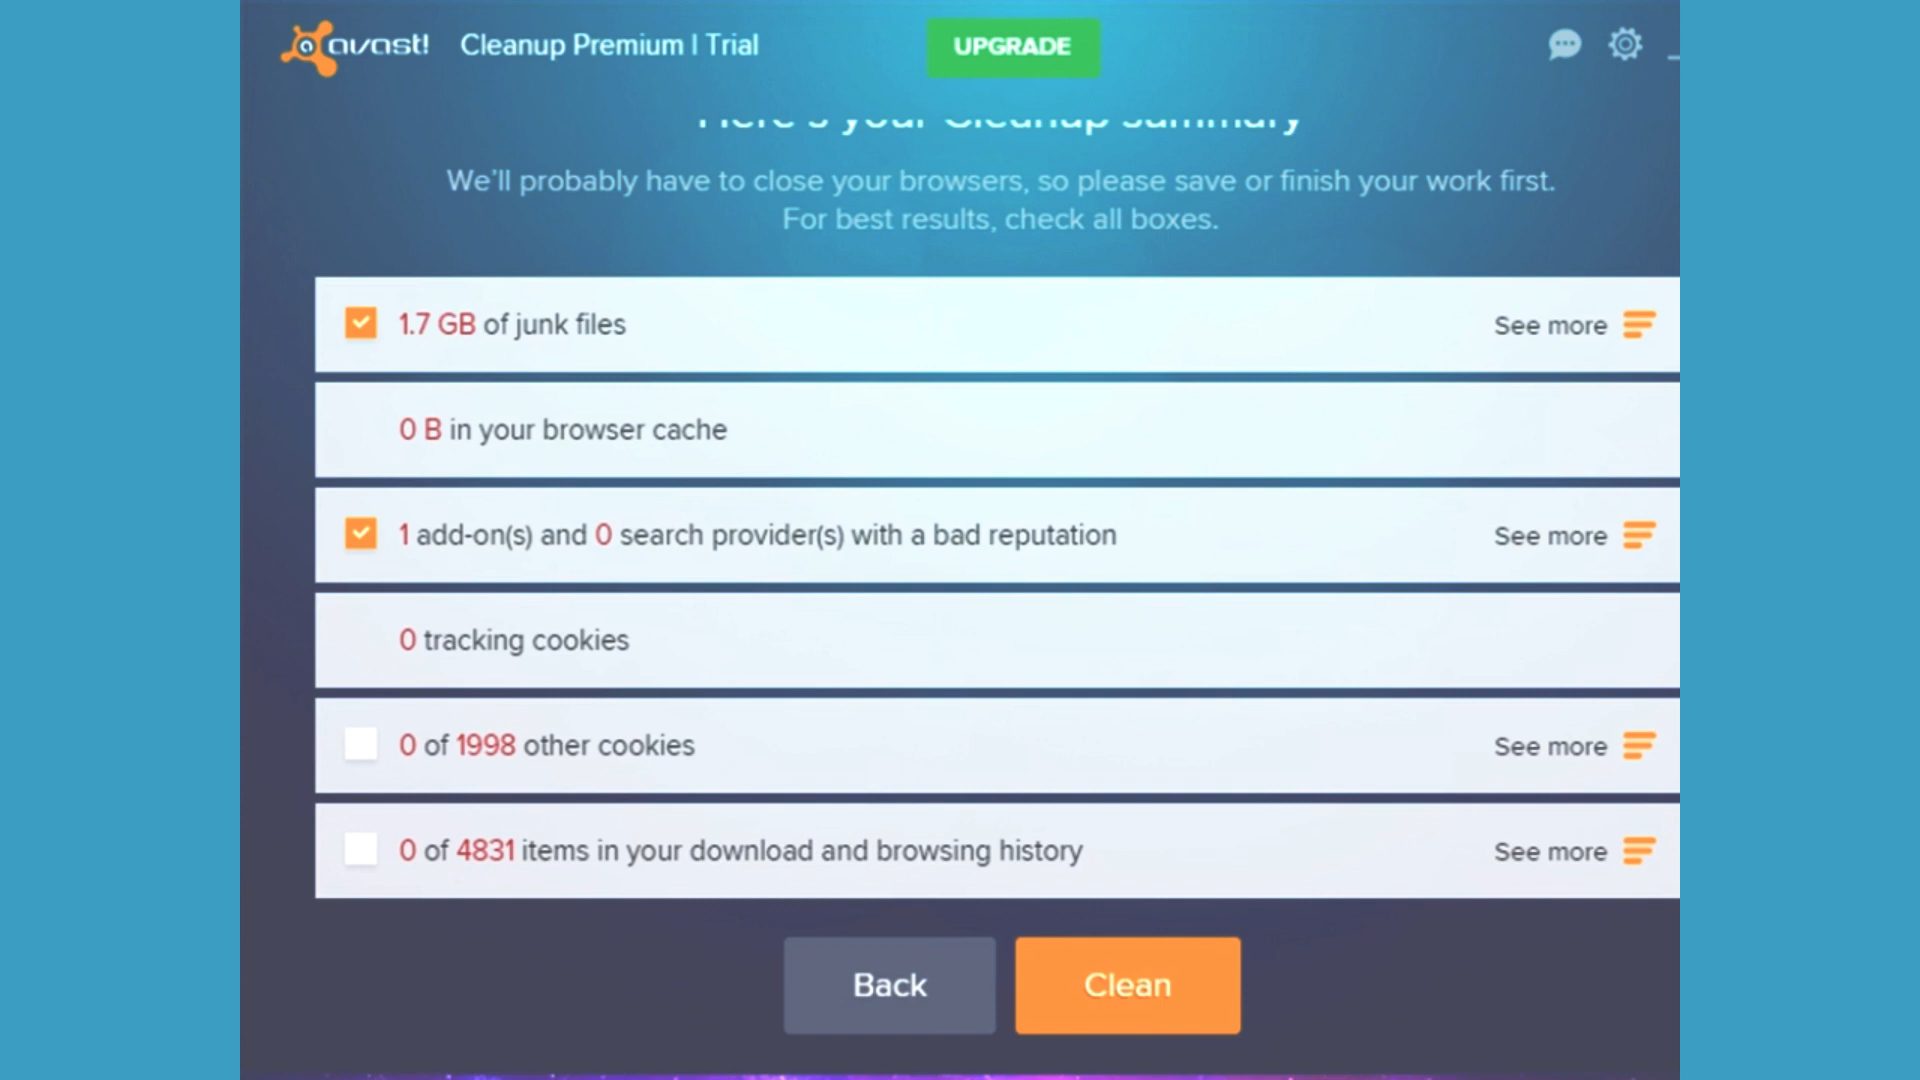 avast! Cleanup Premium | Trial UPGRADE
Here's your Cleanup summary
We'll probably have to close your browsers, so please save or finish your work first.
For best results, check all boxes.
1.7 GB of junk files See more
0 B in your browser cache
1 add-on(s) and 0 search provider(s) with a bad reputation See more
0 tracking cookies
0 of 1998 other cookies See more
0 of 4831 items in your download and browsing history See more
Back Clean